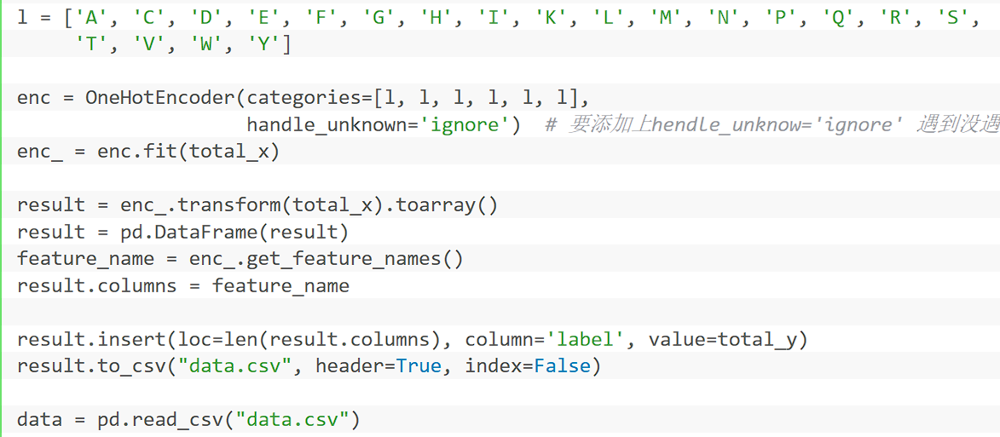 l = ['A', 'C', 'D', 'E', 'F', 'G', 'H', 'I', 'K', 'L', 'M', 'N', 'P', 'Q', 'R', 'S',
'T', 'V', 'W', 'Y']
enc = OneHotEncoder(categories=[l, l, l, l, l, l],
handle_unknown='ignore')  # 要添加上hendle_unknow='ignore' 遇到没遇
enc_ = enc.fit(total_x)
result = enc_.transform(total_x).toarray()
result = pd.DataFrame(result)
feature_name = enc_.get_feature_names()
result.columns = feature_name
result.insert(loc=len(result.columns), column='label', value=total_y)
result.to_csv("data.csv", header=True, index=False)
data = pd.read_csv("data.csv")